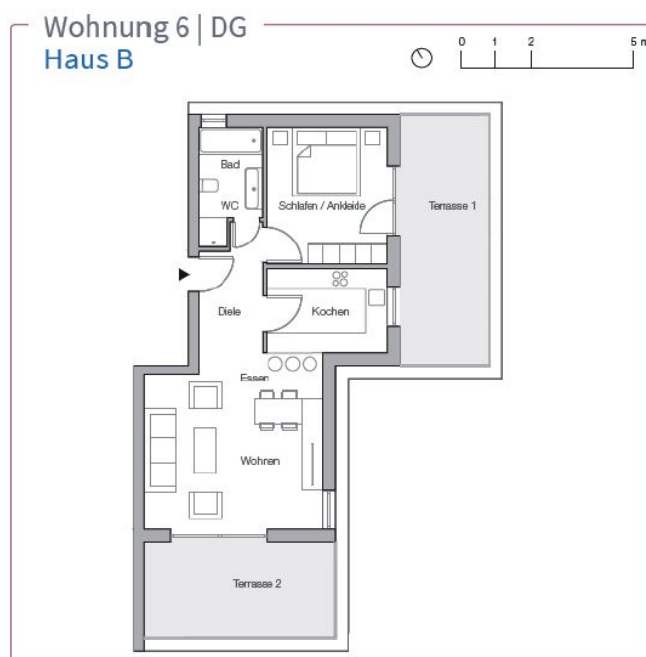 Wohnung 6 | DG
Haus B
0 1 2 5 m
Bad
WC
Schlafen / Ankleide
Terrasse 1
Diele
Kochen
Essen
Wohnen
Terrasse 2